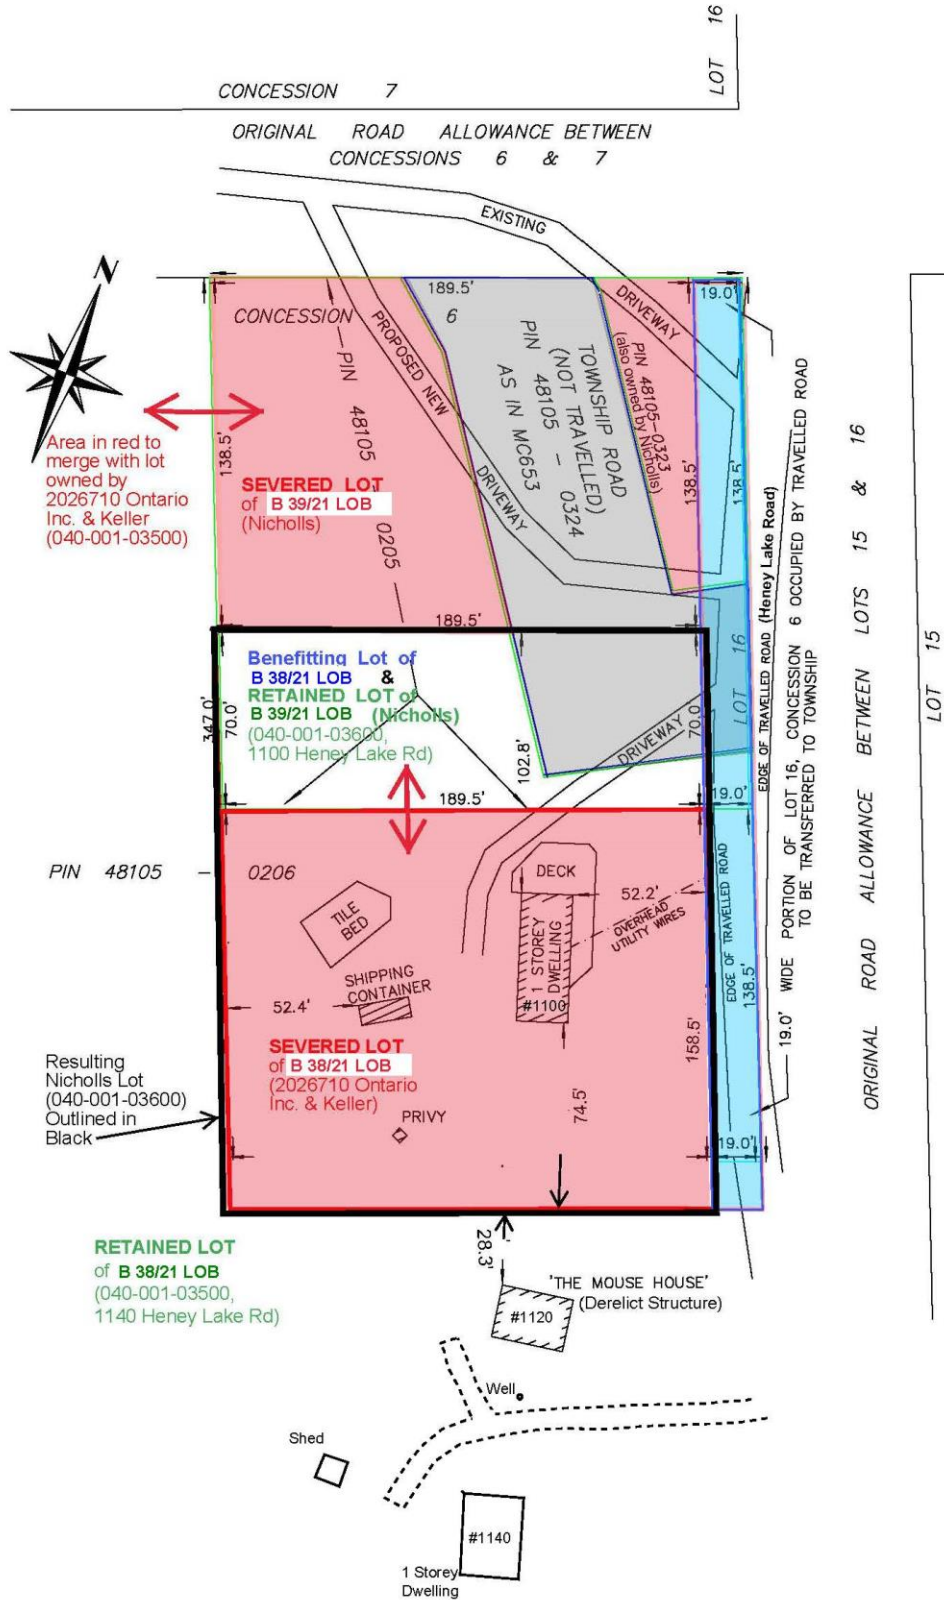 LOT 16
CONCESSION 7
ORIGINAL ROAD ALLOWANCE BETWEEN
CONCESSIONS 6 & 7
EXISTING
DRIVEWAY
N
189.5'
19.0'
CONCESSION 6
PROPOSED NEW
DRIVEWAY
PIN 48105 0205
TOWNSHIP ROAD
(NOT TRAVELLED)
PIN 48105 - 0324
AS IN MC653
PIN 48105-0323
(also owned by Nicholls)
138.5'
138.5'
138.5'
Area in red to
merge with lot
owned by
2026710 Ontario
Inc. & Keller
(040-001-03500)
SEVERED LOT
of B 39/21 LOB
(Nicholls)
189.5'
Benefitting Lot of
B 38/21 LOB &
RETAINED LOT of
B 39/21 LOB (Nicholls)
(040-001-03600,
1100 Heney Lake Rd)
347.0'
70.0'
102.8'
70.0'
DRIVEWAY
LOT 16
189.5'
19.0'
EDGE OF TRAVELLED ROAD (Heney Lake Road)
19.0' WIDE PORTION OF LOT 16, CONCESSION 6 OCCUPIED BY TRAVELLED ROAD
TO BE TRANSFERRED TO TOWNSHIP
ORIGINAL ROAD ALLOWANCE BETWEEN LOTS 15 & 16
LOT 15
PIN 48105 - 0206
TILE
BED
DECK
52.2'
OVERHEAD
UTILITY WIRES
1 STOREY
DWELLING
#1100
SHIPPING
CONTAINER
52.4'
EDGE OF TRAVELLED ROAD
138.5'
158.5'
SEVERED LOT
of B 38/21 LOB
(2026710 Ontario
Inc. & Keller)
74.5'
PRIVY
19.0'
Resulting
Nicholls Lot
(040-001-03600)
Outlined in
Black
RETAINED LOT
of B 38/21 LOB
(040-001-03500,
1140 Heney Lake Rd)
28.3'
'THE MOUSE HOUSE'
(Derelict Structure)
#1120
Well
Shed
#1140
1 Storey
Dwelling